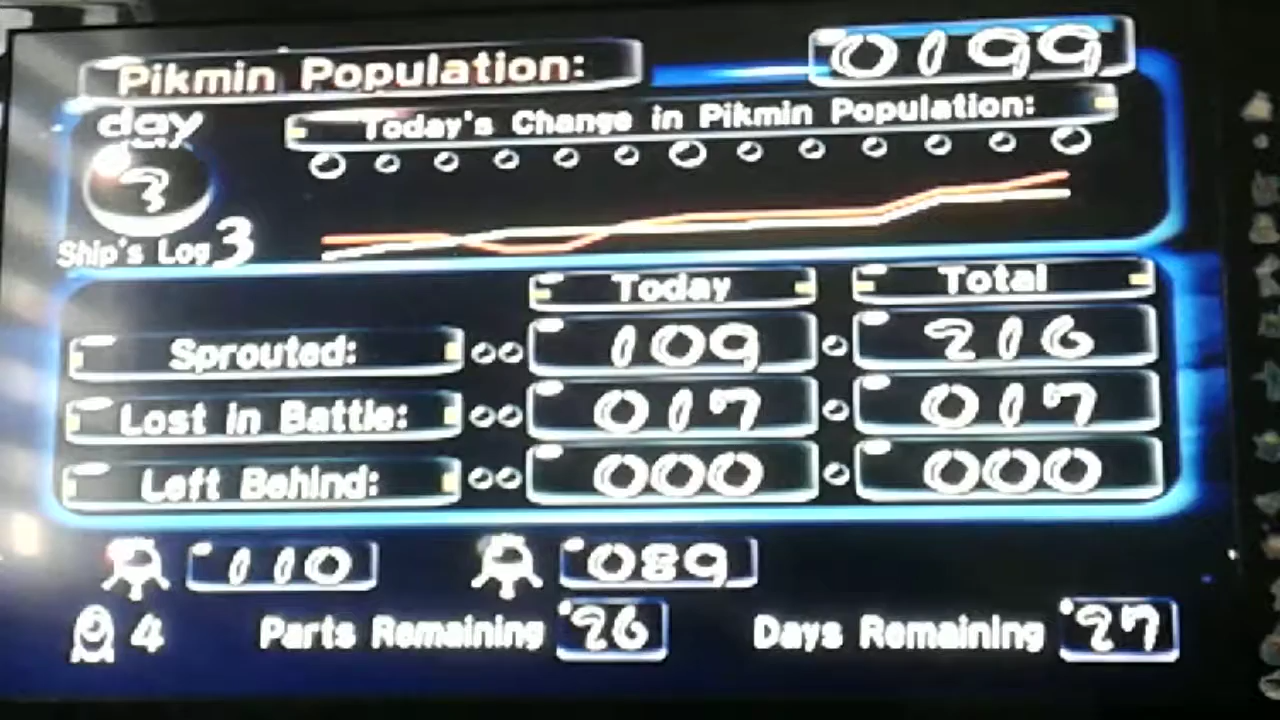 Pikmin Population: 0199
day
Today's Change in Pikmin Population:
3
Ship's Log 3
Today Total
Sprouted: 109 216
Lost in Battle: 017 017
Left Behind: 000 000
110 089
4 Parts Remaining 26 Days Remaining 27